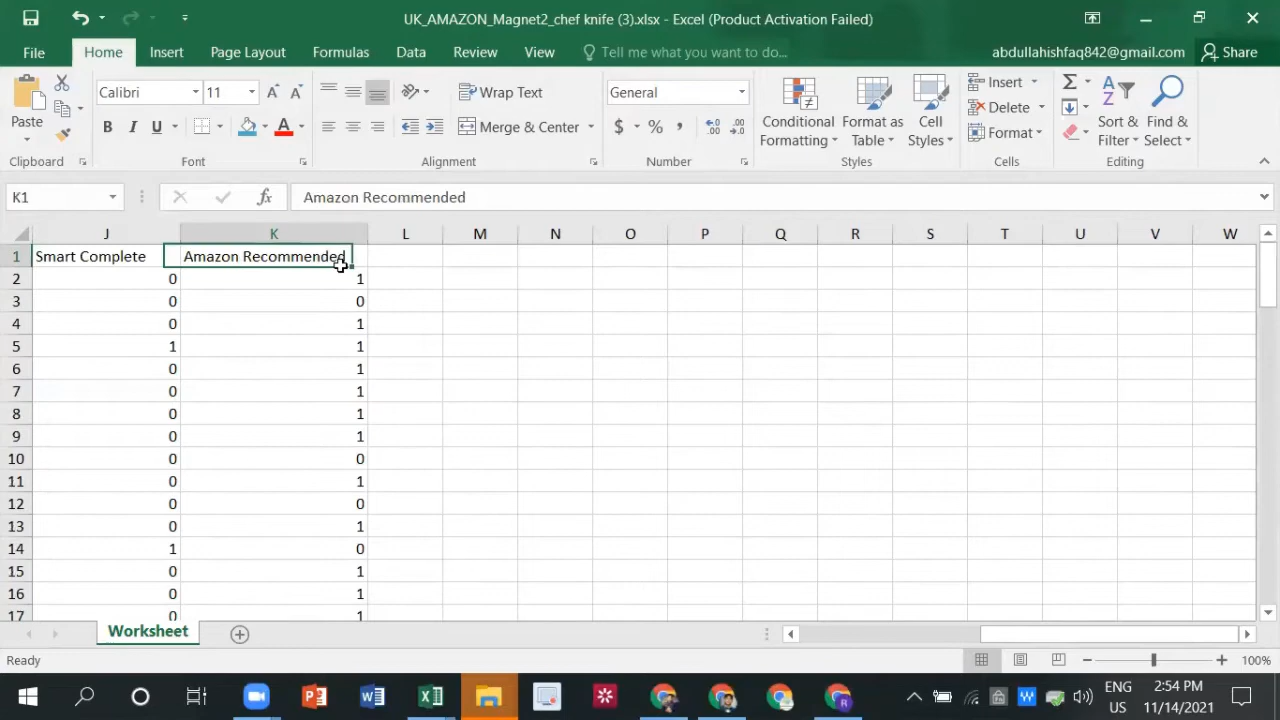 UK_AMAZON_Magnet2_chef knife (3).xlsx - Excel (Product Activation Failed)
File Home Insert Page Layout Formulas Data Review View Tell me what you want to do... abdullahishfaq842@gmail.com Share
Paste
Calibri 11
B I U
Wrap Text
Merge & Center
General
$ % ,
Conditional Formatting
Format as Table
Cell Styles
Insert
Delete
Format
Sort & Filter
Find & Select
Clipboard Font Alignment Number Styles Cells Editing
K1 fx Amazon Recommended
J K L M N O P Q R S T U V W
1 Smart Complete Amazon Recommended
2 0 1
3 0 0
4 0 1
5 1 1
6 0 1
7 0 1
8 0 1
9 0 1
10 0 0
11 0 1
12 0 0
13 0 1
14 1 0
15 0 1
16 0 1
17 0 1
Worksheet
Ready 100%
ENG 2:54 PM
US 11/14/2021